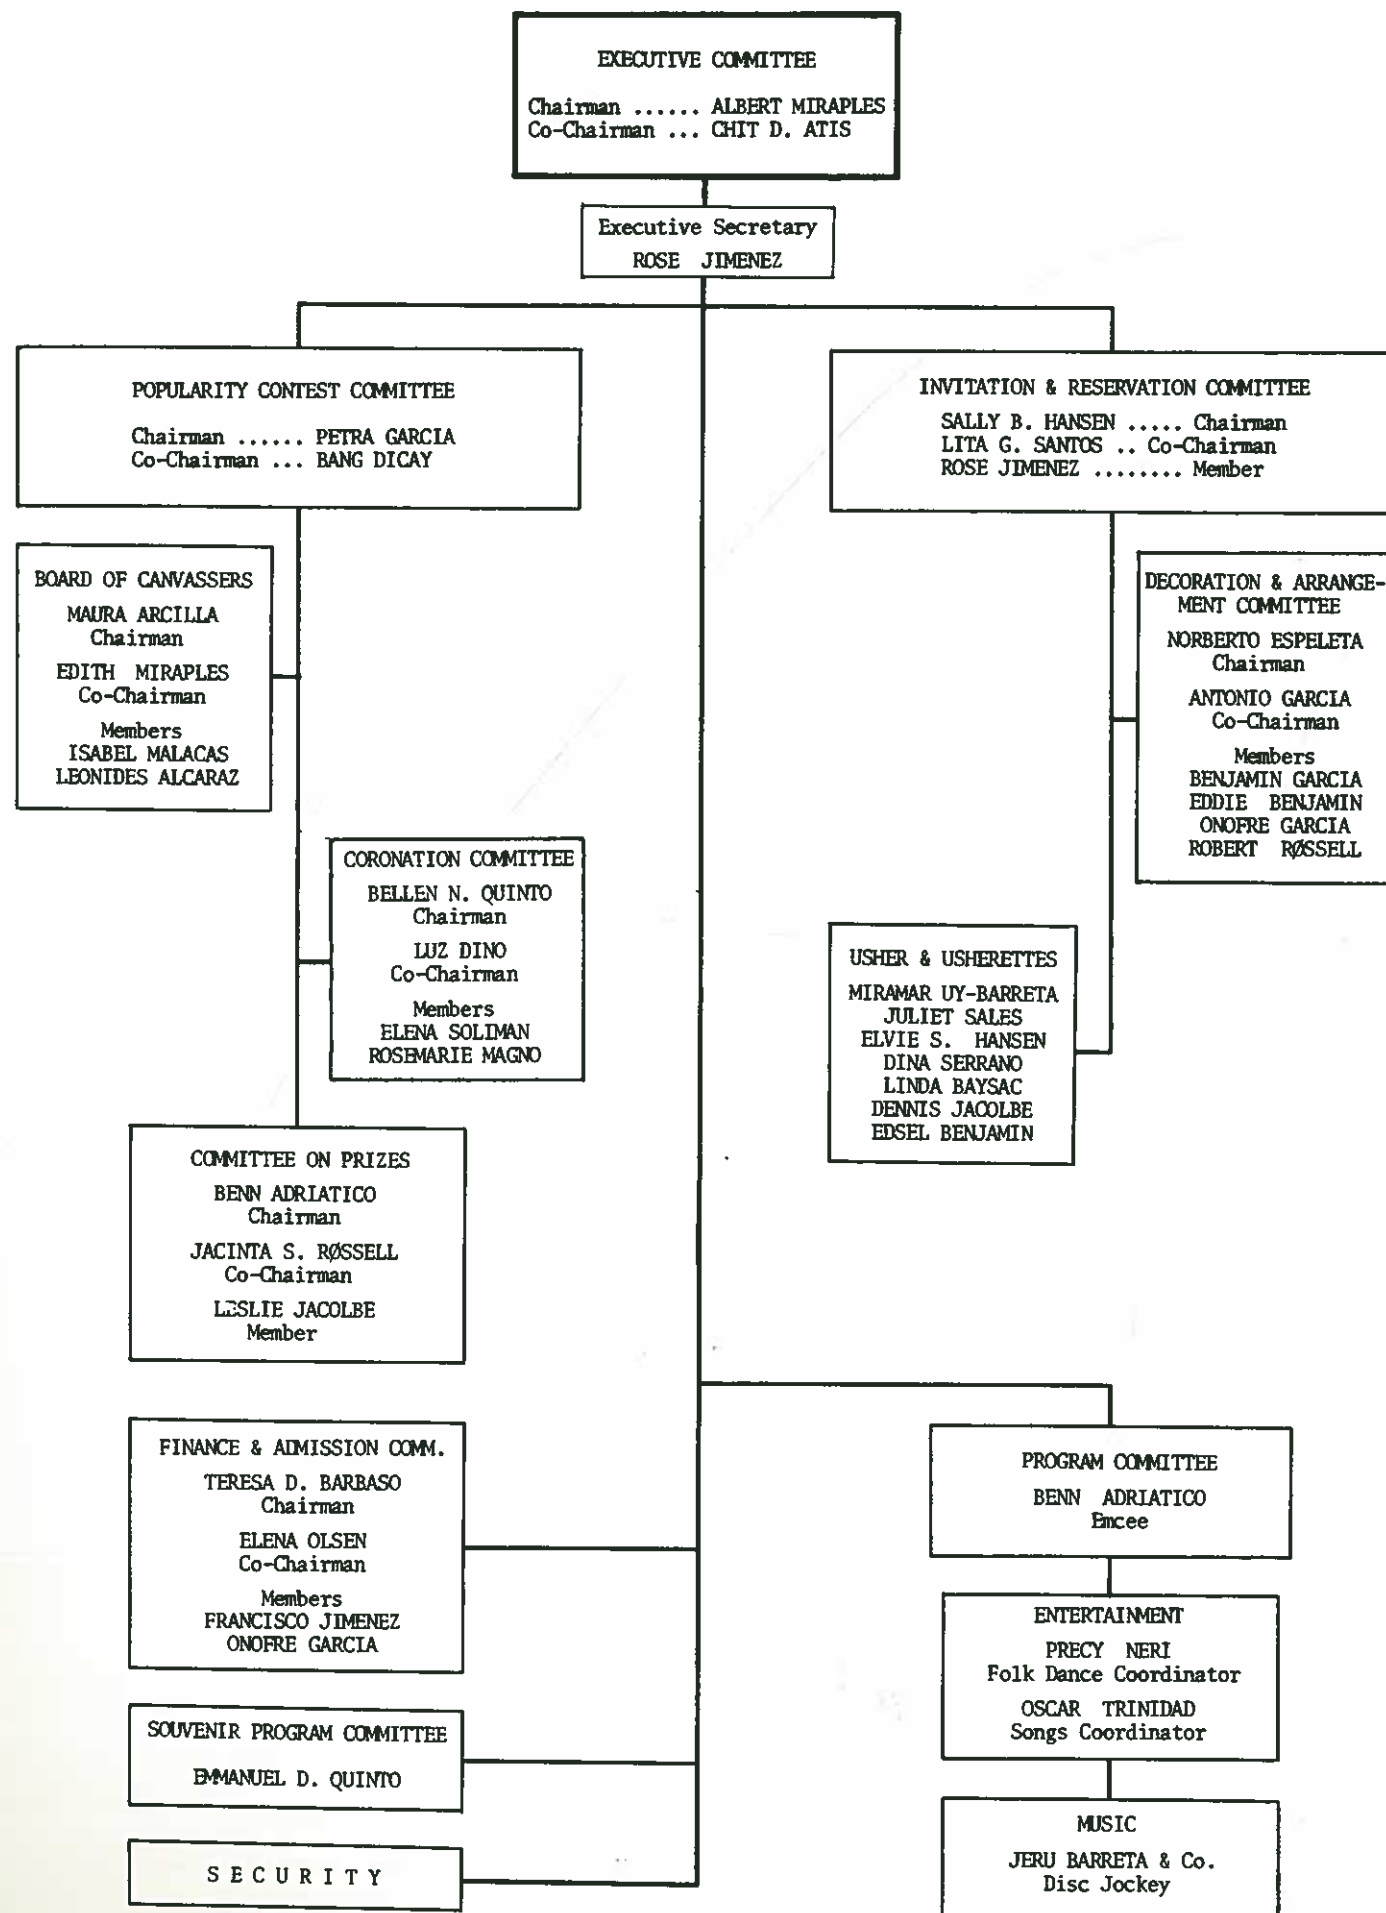 EXECUTIVE COMMITTEE
Chairman ...... ALBERT MIRAPLES
Co-Chairman ... CHIT D. ATIS
Executive Secretary
ROSE JIMENEZ
POPULARITY CONTEST COMMITTEE
Chairman ...... PETRA GARCIA
Co-Chairman ... BANG DICAY
INVITATION & RESERVATION COMMITTEE
SALLY B. HANSEN ..... Chairman
LITA G. SANTOS .. Co-Chairman
ROSE JIMENEZ ........ Member
BOARD OF CANVASSERS
MAURA ARCILLA
Chairman
EDITH MIRAPLES
Co-Chairman
Members
ISABEL MALACAS
LEONIDES ALCARAZ
DECORATION & ARRANGE-
MENT COMMITTEE
NORBERTO ESPELETA
Chairman
ANTONIO GARCIA
Co-Chairman
Members
BENJAMIN GARCIA
EDDIE BENJAMIN
ONOFRE GARCIA
ROBERT RØSSELL
CORONATION COMMITTEE
BELLEN N. QUINTO
Chairman
LUZ DINO
Co-Chairman
Members
ELENA SOLIMAN
ROSEMARIE MAGNO
USHER & USHERETTES
MIRAMAR UY-BARRETA
JULIET SALES
ELVIE S. HANSEN
DINA SERRANO
LINDA BAYSAC
DENNIS JACOLBE
EDSEL BENJAMIN
COMMITTEE ON PRIZES
BENN ADRIATICO
Chairman
JACINTA S. RØSSELL
Co-Chairman
LESLIE JACOLBE
Member
FINANCE & ADMISSION COMM.
TERESA D. BARBASO
Chairman
ELENA OLSEN
Co-Chairman
Members
FRANCISCO JIMENEZ
ONOFRE GARCIA
PROGRAM COMMITTEE
BENN ADRIATICO
Emcee
ENTERTAINMENT
PRECY NERI
Folk Dance Coordinator
OSCAR TRINIDAD
Songs Coordinator
SOUVENIR PROGRAM COMMITTEE
EMMANUEL D. QUINTO
MUSIC
JERU BARRETA & Co.
Disc Jockey
S E C U R I T Y